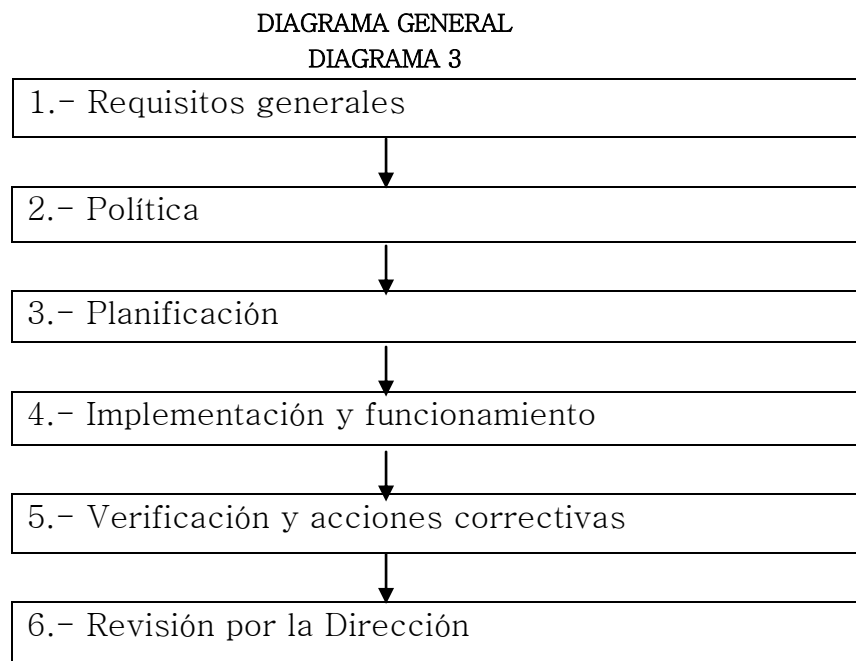 DIAGRAMA GENERAL
DIAGRAMA 3
1.- Requisitos generales
2.- Política
3.- Planificación
4.- Implementación y funcionamiento
5.- Verificación y acciones correctivas
6.- Revisión por la Dirección